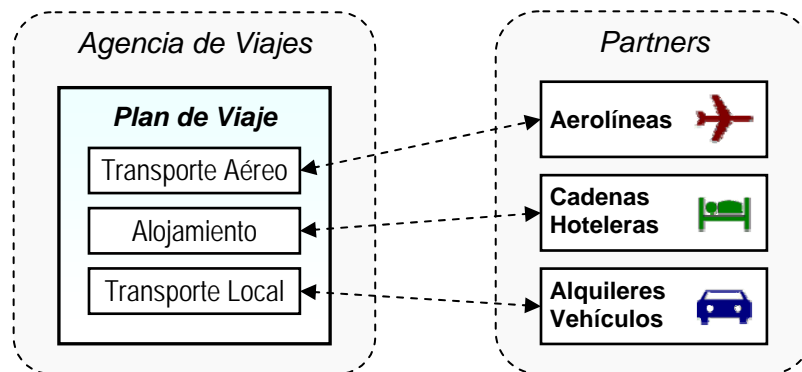 Agencia de Viajes
Plan de Viaje
Transporte Aéreo
Alojamiento
Transporte Local
Partners
Aerolíneas
Cadenas
Hoteleras
Alquileres
Vehículos